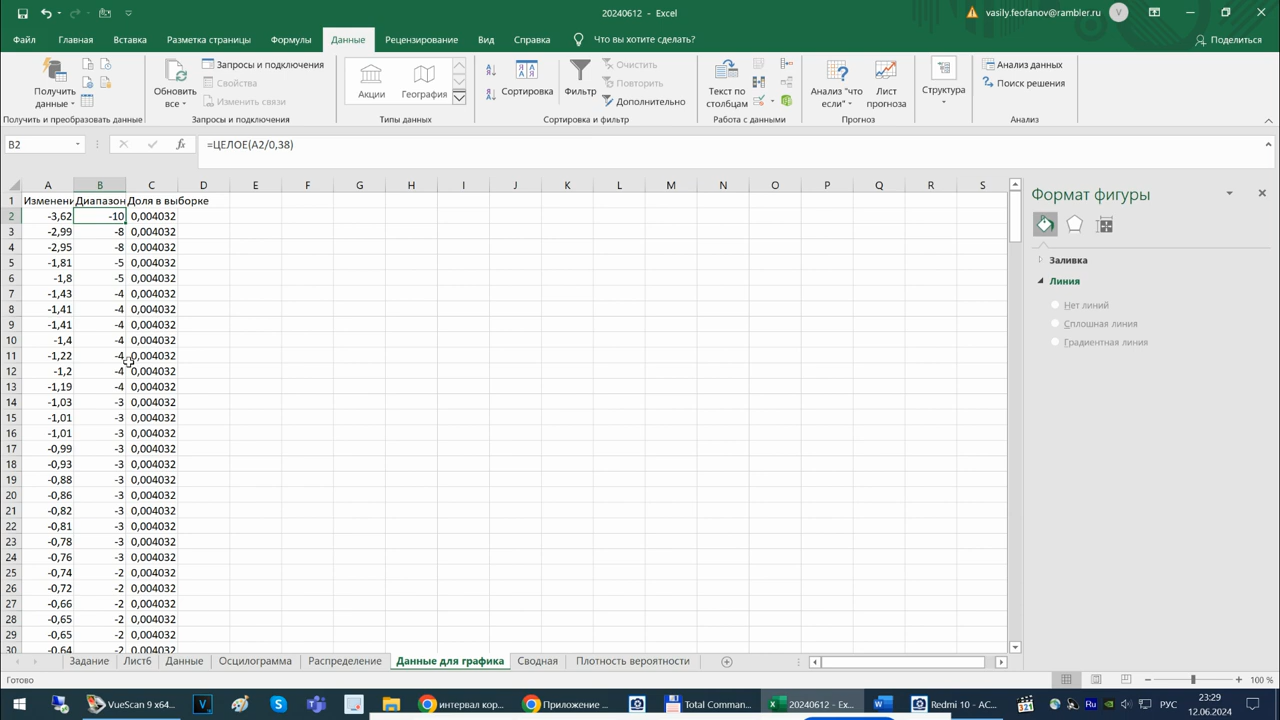 20240612 – Excel
vasily.feofanov@rambler.ru
V
Файл
Главная
Вставка
Разметка страницы
Формулы
Данные
Рецензирование
Вид
Справка
Что вы хотите сделать?
Поделиться
Получить
данные
Получить и преобразовать данные
Обновить
все
Запросы и подключения
Свойства
Изменить связи
Запросы и подключения
Акции
География
Типы данных
Сортировка
Фильтр
Очистить
Повторить
Дополнительно
Сортировка и фильтр
Текст по
столбцам
Работа с данными
Анализ "что
если"
Лист
прогноза
Прогноз
Структура
Анализ данных
Поиск решения
Анализ
B2
=ЦЕЛОЕ(A2/0,38)
A B C D E F G H I J K L M N O P Q R S
1 Изменени Диапазон Доля в выборке
2 -3,62 -10 0,004032
3 -2,99 -8 0,004032
4 -2,95 -8 0,004032
5 -1,81 -5 0,004032
6 -1,8 -5 0,004032
7 -1,43 -4 0,004032
8 -1,41 -4 0,004032
9 -1,41 -4 0,004032
10 -1,4 -4 0,004032
11 -1,22 -4 0,004032
12 -1,2 -4 0,004032
13 -1,19 -4 0,004032
14 -1,03 -3 0,004032
15 -1,01 -3 0,004032
16 -1,01 -3 0,004032
17 -0,99 -3 0,004032
18 -0,93 -3 0,004032
19 -0,88 -3 0,004032
20 -0,86 -3 0,004032
21 -0,82 -3 0,004032
22 -0,81 -3 0,004032
23 -0,78 -3 0,004032
24 -0,76 -3 0,004032
25 -0,74 -2 0,004032
26 -0,72 -2 0,004032
27 -0,66 -2 0,004032
28 -0,65 -2 0,004032
29 -0,65 -2 0,004032
30 -0,64 -2 0,004032
Формат фигуры
Заливка
Линия
Нет линий
Сплошная линия
Градиентная линия
Задание
Лист6
Данные
Осцилограмма
Распределение
Данные для графика
Сводная
Плотность вероятности
Готово
100 %
VueScan 9 x64...
интервал кор...
Приложение ...
Total Comman...
20240612 - Ex...
Redmi 10 - AC...
Ru
РУС
23:29
12.06.2024